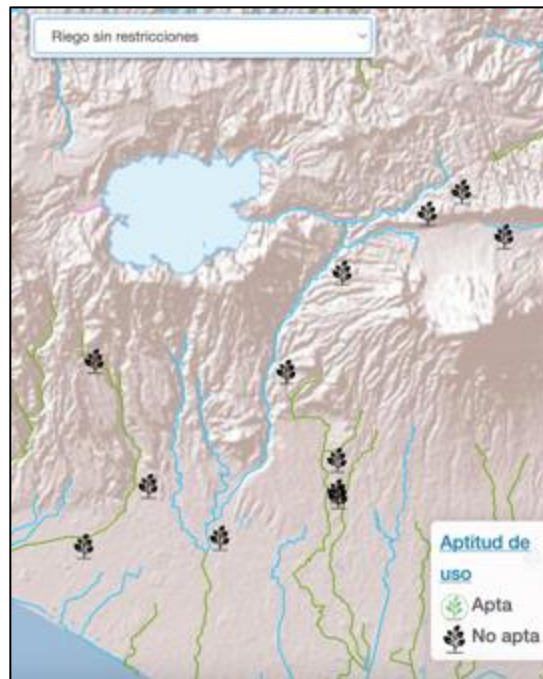 Riego sin restricciones
Aptitud de
uso
Apta
No apta